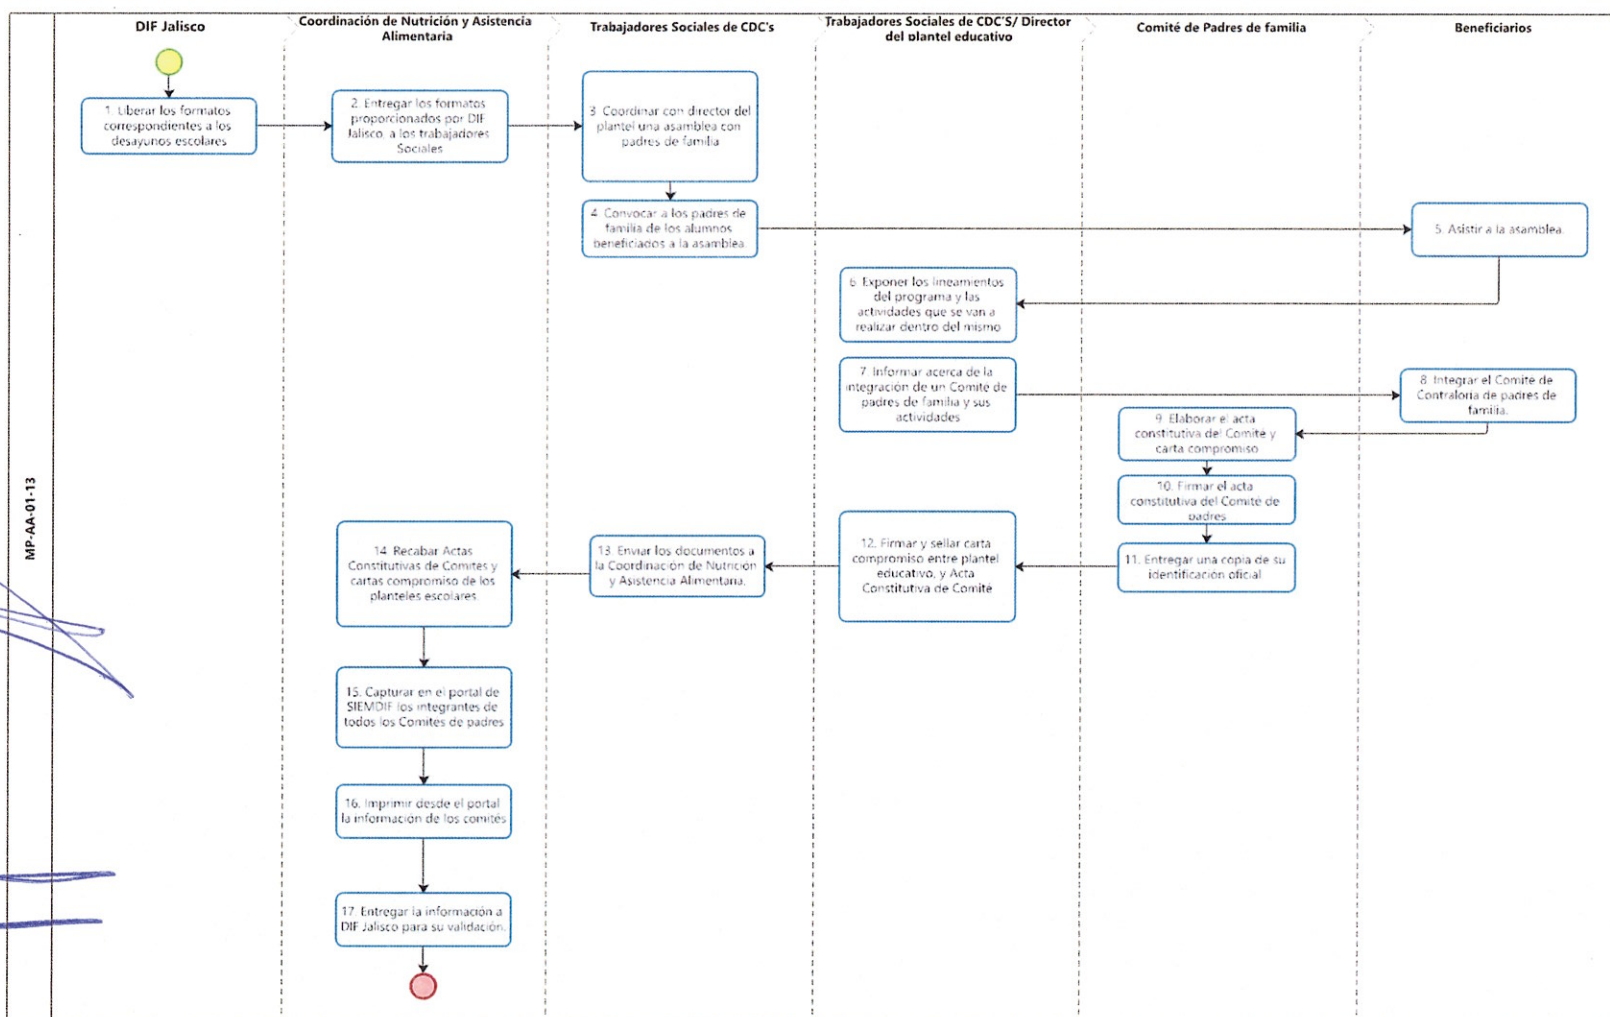 DIF Jalisco
Coordinación de Nutrición y Asistencia
Alimentaria
Trabajadores Sociales de CDC's
Trabajadores Sociales de CDC'S/ Director
del plantel educativo
Comité de Padres de familia
Beneficiarios
MP-AA-01-13
1. Liberar los formatos
correspondientes a los
desayunos escolares
2. Entregar los formatos
proporcionados por DIF
Jalisco, a los trabajadores
Sociales
3. Coordinar con director del
plantel una asamblea con
padres de familia
4. Convocar a los padres de
familia de los alumnos
beneficiados a la asamblea.
5. Asistir a la asamblea.
6. Exponer los lineamientos
del programa y las
actividades que se van a
realizar dentro del mismo
7. Informar acerca de la
integración de un Comité de
padres de familia y sus
actividades
8. Integrar el Comite de
Contraloria de padres de
familia.
9. Elaborar el acta
constitutiva del Comité y
carta compromiso
10. Firmar el acta
constitutiva del Comité de
padres
11. Entregar una copia de su
identificación oficial
12. Firmar y sellar carta
compromiso entre plantel
educativo, y Acta
Constitutiva de Comité
13. Enviar los documentos a
la Coordinación de Nutrición
y Asistencia Alimentaria.
14. Recabar Actas
Constitutivas de Comites y
cartas compromiso de los
planteles escolares.
15. Capturar en el portal de
SIEMDIF los integrantes de
todos los Comités de padres
16. Imprimir desde el portal
la información de los comités
17. Entregar la información a
DIF Jalisco para su validación.